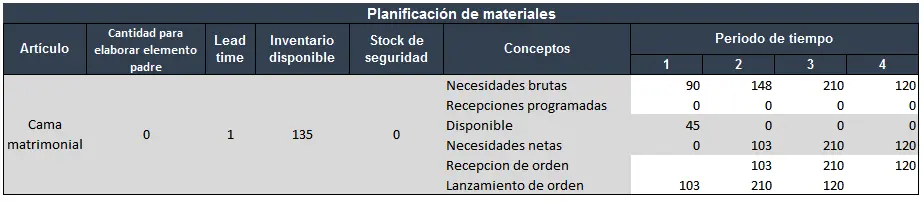 Planificación de materiales
Artículo Cantidad para elaborar elemento padre Lead time Inventario disponible Stock de seguridad Conceptos Periodo de tiempo
1 2 3 4
Cama matrimonial 0 1 135 0
Necesidades brutas 90 148 210 120
Recepciones programadas 0 0 0 0
Disponible 45 0 0 0
Necesidades netas 0 103 210 120
Recepcion de orden 103 210 120
Lanzamiento de orden 103 210 120